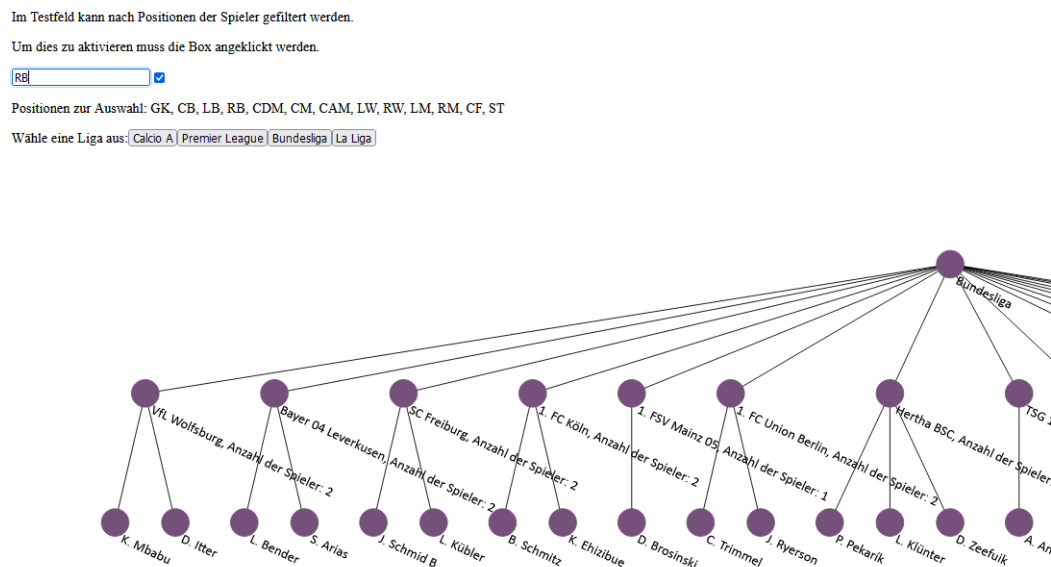 Im Testfeld kann nach Positionen der Spieler gefiltert werden.
Um dies zu aktivieren muss die Box angeklickt werden.
RB
Positionen zur Auswahl: GK, CB, LB, RB, CDM, CM, CAM, LW, RW, LM, RM, CF, ST
Wähle eine Liga aus: Calcio A Premier League Bundesliga La Liga
Bundesliga
VfL Wolfsburg, Anzahl der Spieler: 2
Bayer 04 Leverkusen, Anzahl der Spieler: 2
SC Freiburg, Anzahl der Spieler: 2
1. FC Köln, Anzahl der Spieler: 2
1. FSV Mainz 05, Anzahl der Spieler: 1
1. FC Union Berlin, Anzahl der Spieler: 2
Hertha BSC, Anzahl der Spieler:
TSG
K. Mbabu
D. Itter
L. Bender
S. Arias
J. Schmid B
L. Kübler
B. Schmitz
K. Ehizibue
D. Brosinski
C. Trimmel
J. Ryerson
P. Pekarík
L. Klünter
D. Zeefuik
A.